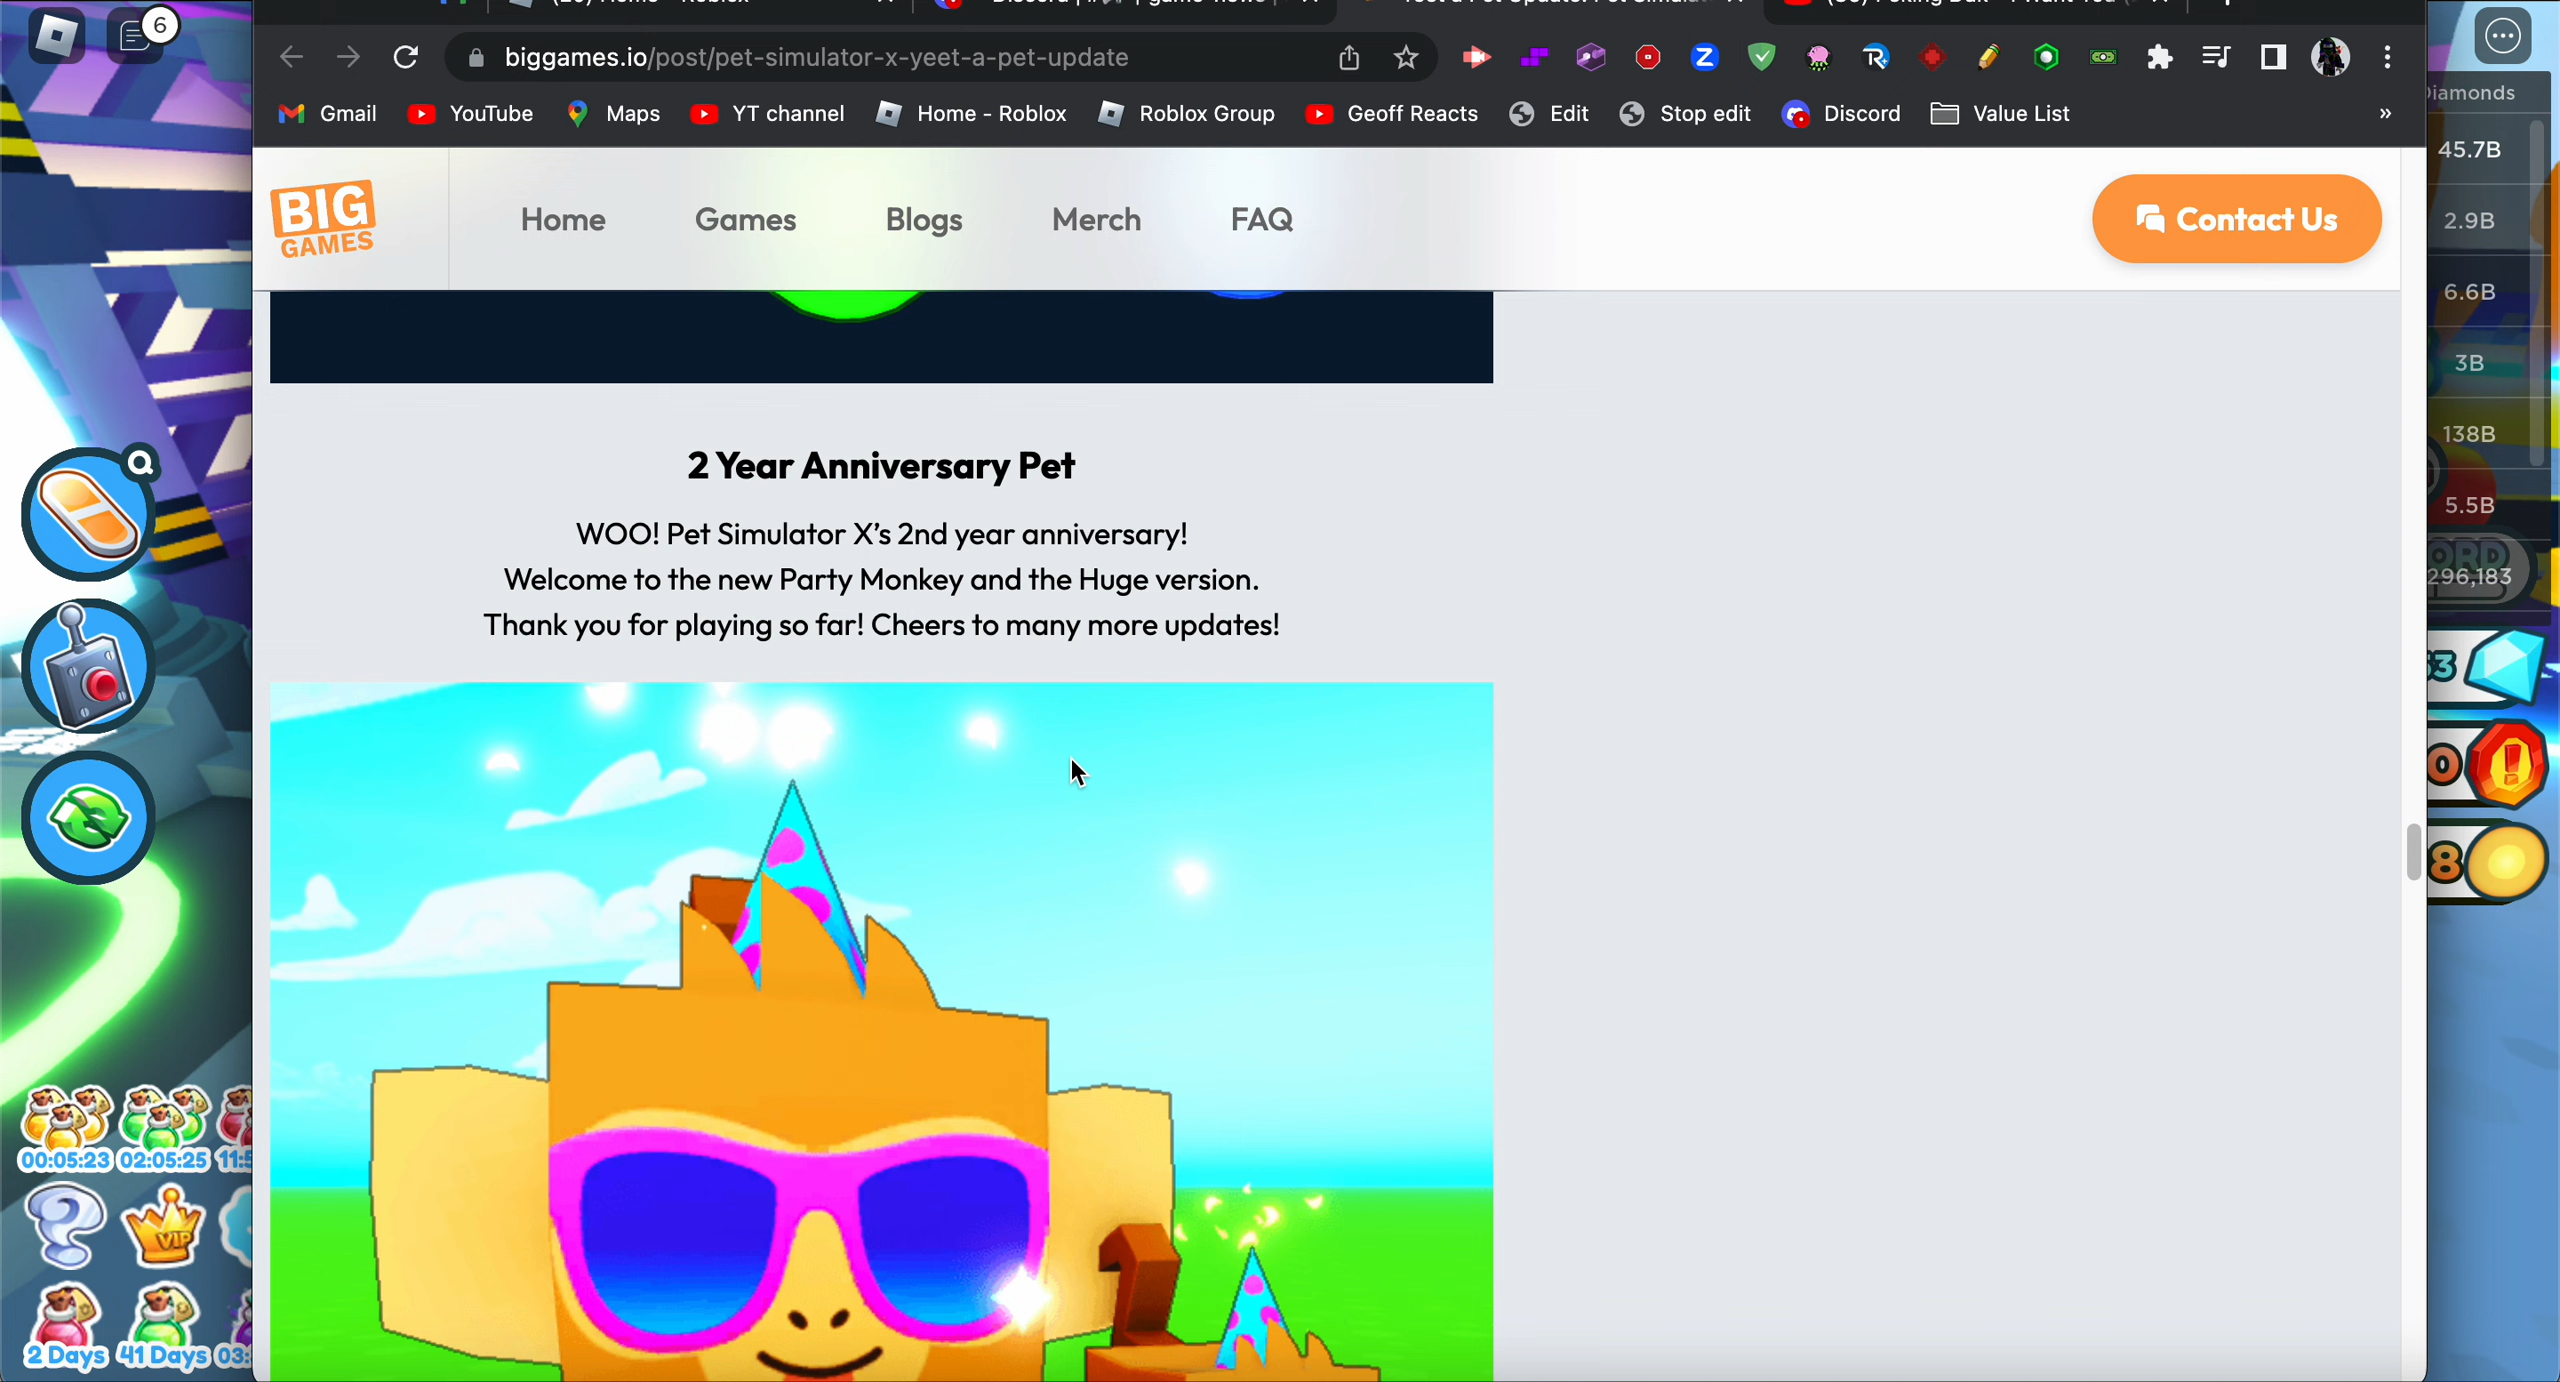 6
biggames.io/post/pet-simulator-x-yeet-a-pet-update
Gmail YouTube Maps YT channel Home - Roblox Roblox Group Geoff Reacts Edit Stop edit Discord Value List »
BIG
GAMES
Home Games Blogs Merch FAQ Contact Us
2 Year Anniversary Pet
WOO! Pet Simulator X’s 2nd year anniversary!
Welcome to the new Party Monkey and the Huge version.
Thank you for playing so far! Cheers to many more updates!
Q
00:05:23 02:05:25
VIP
2 Days 41 Days
45.7B
2.9B
6.6B
3B
138B
5.5B
296,183